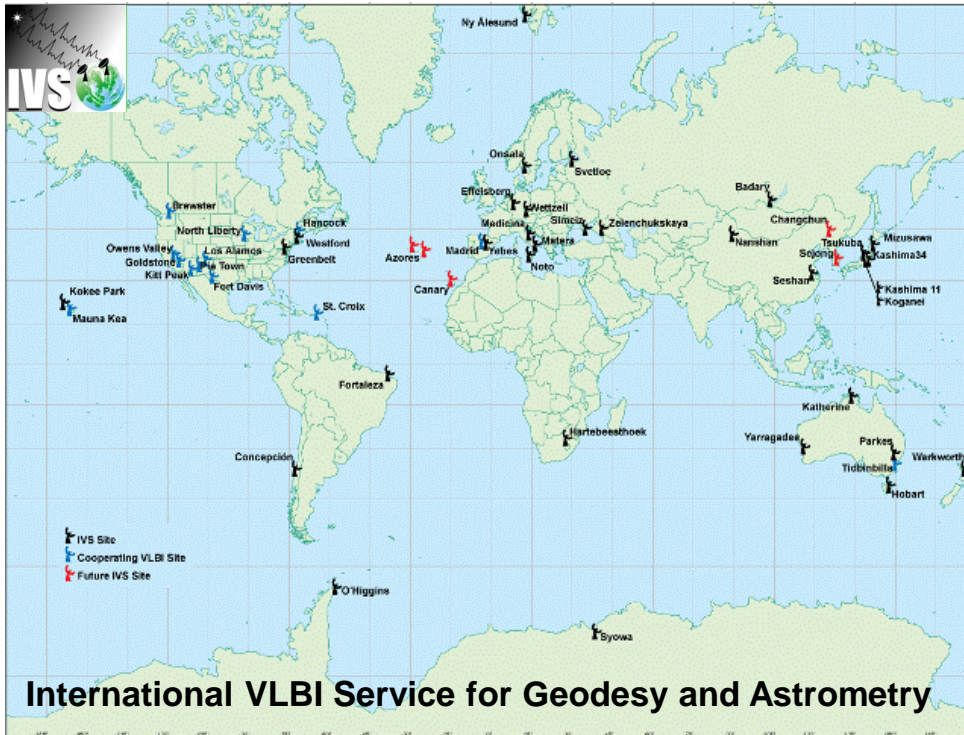 IVS
Ny Ålesund
Onsala
Svetloe
Effelsberg
Badary
Wettzell
Simeiz
Zelenchukskaya
Changchun
Brewster
Hancock
North Liberty
Medicina
Nanshan
Tsukuba
Mizusawa
Westford
Owens Valley
Los Alamos
Greenbelt
Azores
Madrid
Yebes
Matera
Sejong
Kashima34
Goldstone
Pie Town
Noto
Kitt Peak
Fort Davis
Canary
Seshan
Kashima 11
Koganei
Kokee Park
Mauna Kea
St. Croix
Fortaleza
Katherine
Hartebeesthoek
Yarragadee
Parkes
Concepción
Tidbinbilla
Warkworth
Hobart
IVS Site
Cooperating VLBI Site
Future IVS Site
O'Higgins
Syowa
International VLBI Service for Geodesy and Astrometry